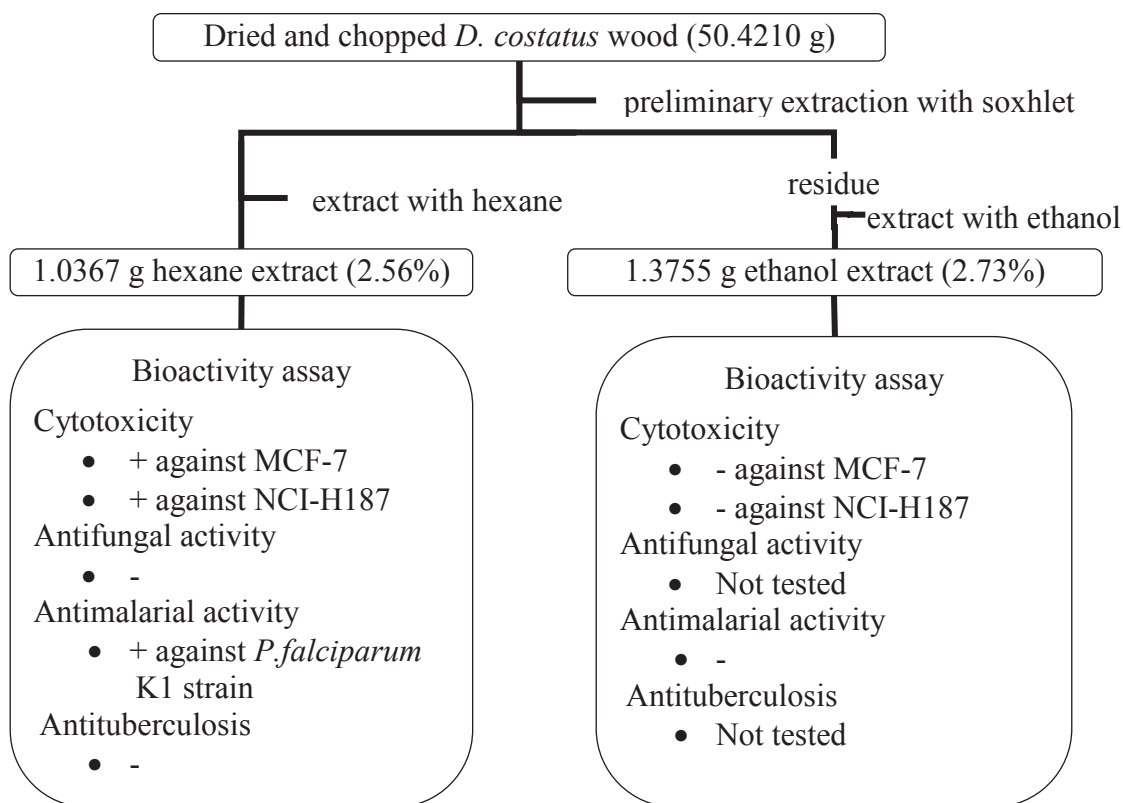 Dried and chopped D. costatus wood (50.4210 g)
preliminary extraction with soxhlet
extract with hexane
residue
extract with ethanol
1.0367 g hexane extract (2.56%)
1.3755 g ethanol extract (2.73%)
Bioactivity assay
Cytotoxicity
• + against MCF-7
• + against NCI-H187
Antifungal activity
• -
Antimalarial activity
• + against P.falciparum
K1 strain
Antituberculosis
• -
Bioactivity assay
Cytotoxicity
• - against MCF-7
• - against NCI-H187
Antifungal activity
• Not tested
Antimalarial activity
• -
Antituberculosis
• Not tested